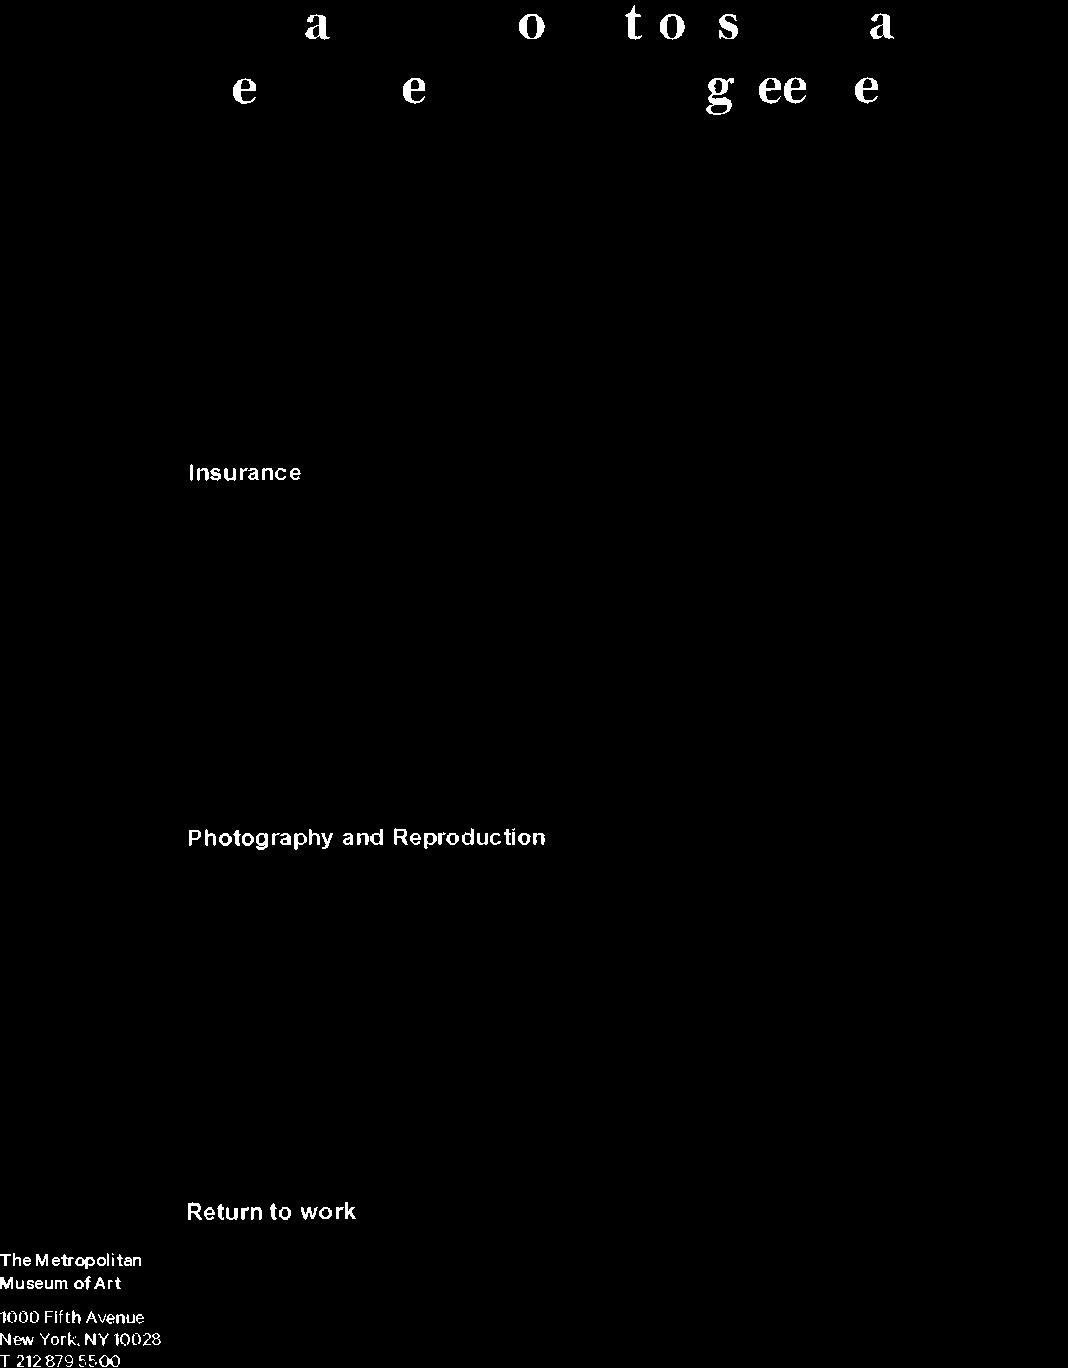 Insurance
Photography and Reproduction
Return to work
The Metropolitan
Museum of Art
1000 Fifth Avenue
New York, NY 10028
T 212 879 5500